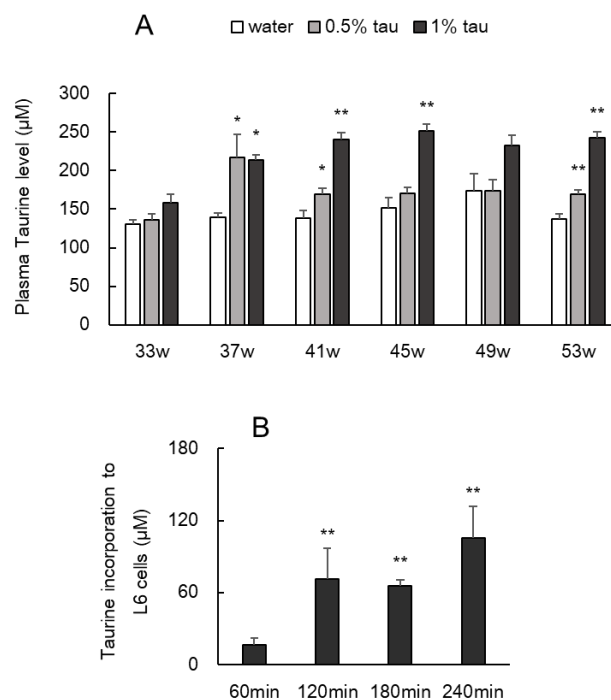 A
water 0.5% tau 1% tau
Plasma Taurine level (μM)
300
250
200
150
100
50
0
* * * ** ** ** **
33w 37w 41w 45w 49w 53w
B
Taurine incorporation to
L6 cells (μM)
180
120
60
0
** ** **
60min 120min 180min 240min